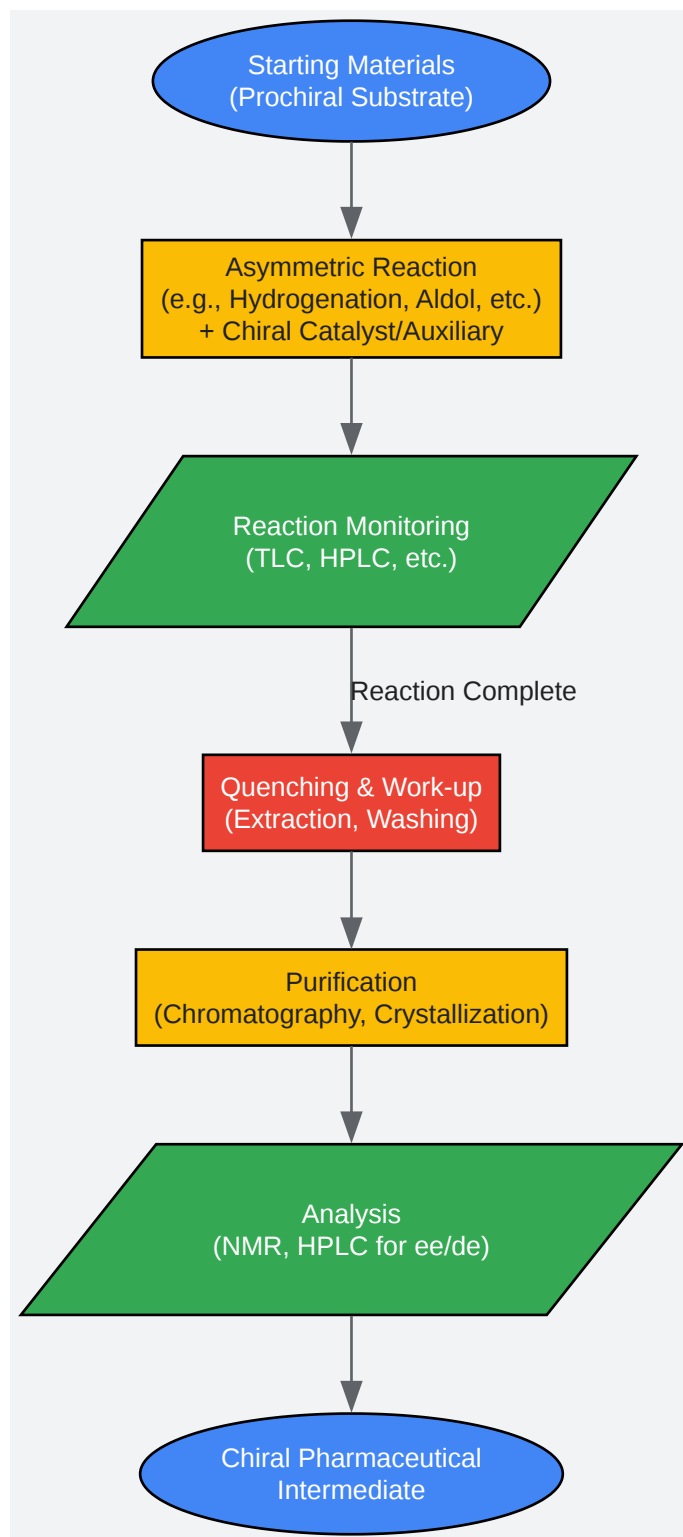 Starting Materials
(Prochiral Substrate)
Asymmetric Reaction
(e.g., Hydrogenation, Aldol, etc.)
+ Chiral Catalyst/Auxiliary
Reaction Monitoring
(TLC, HPLC, etc.)
Reaction Complete
Quenching & Work-up
(Extraction, Washing)
Purification
(Chromatography, Crystallization)
Analysis
(NMR, HPLC for ee/de)
Chiral Pharmaceutical
Intermediate